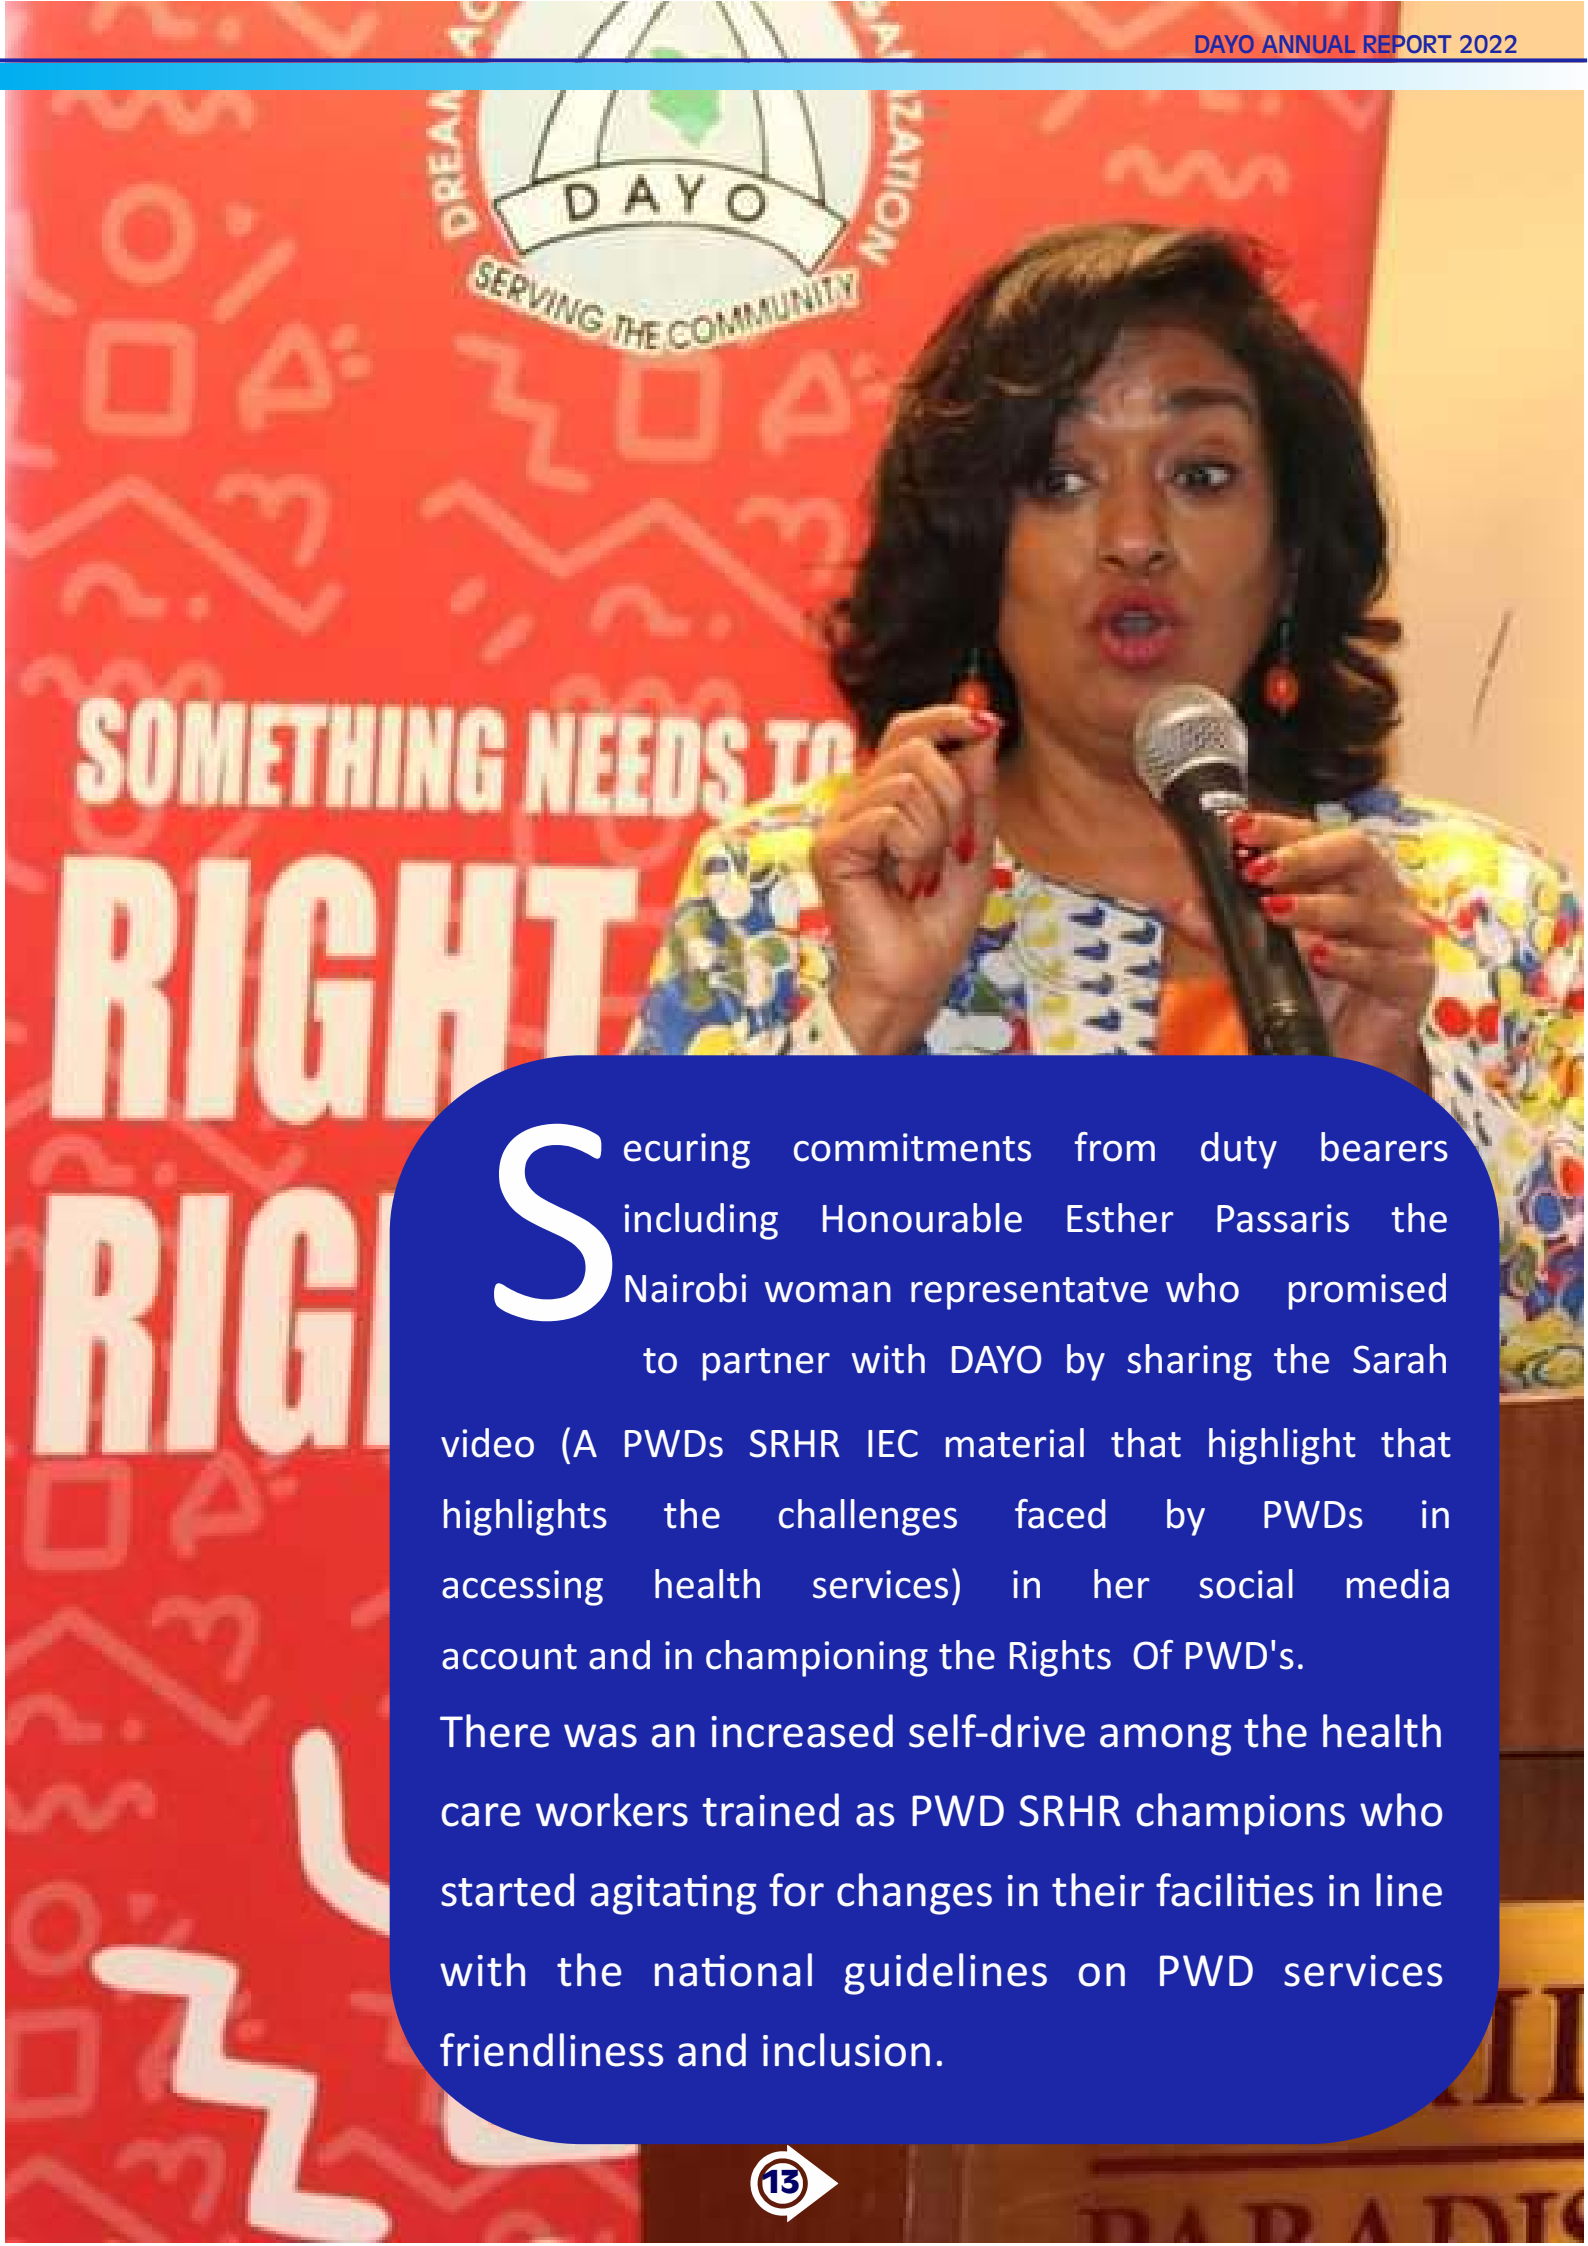 DAYO ANNUAL REPORT 2022
DAYO
SERVING THE COMMUNITY
SOMETHING NEEDS TO
RIGHT
Securing commitments from duty bearers
including Honourable Esther Passaris the
Nairobi woman representatve who promised
to partner with DAYO by sharing the Sarah
video (A PWDs SRHR IEC material that highlight that
highlights the challenges faced by PWDs in
accessing health services) in her social media
account and in championing the Rights Of PWD's.
There was an increased self-drive among the health
care workers trained as PWD SRHR champions who
started agitating for changes in their facilities in line
with the national guidelines on PWD services
friendliness and inclusion.
13